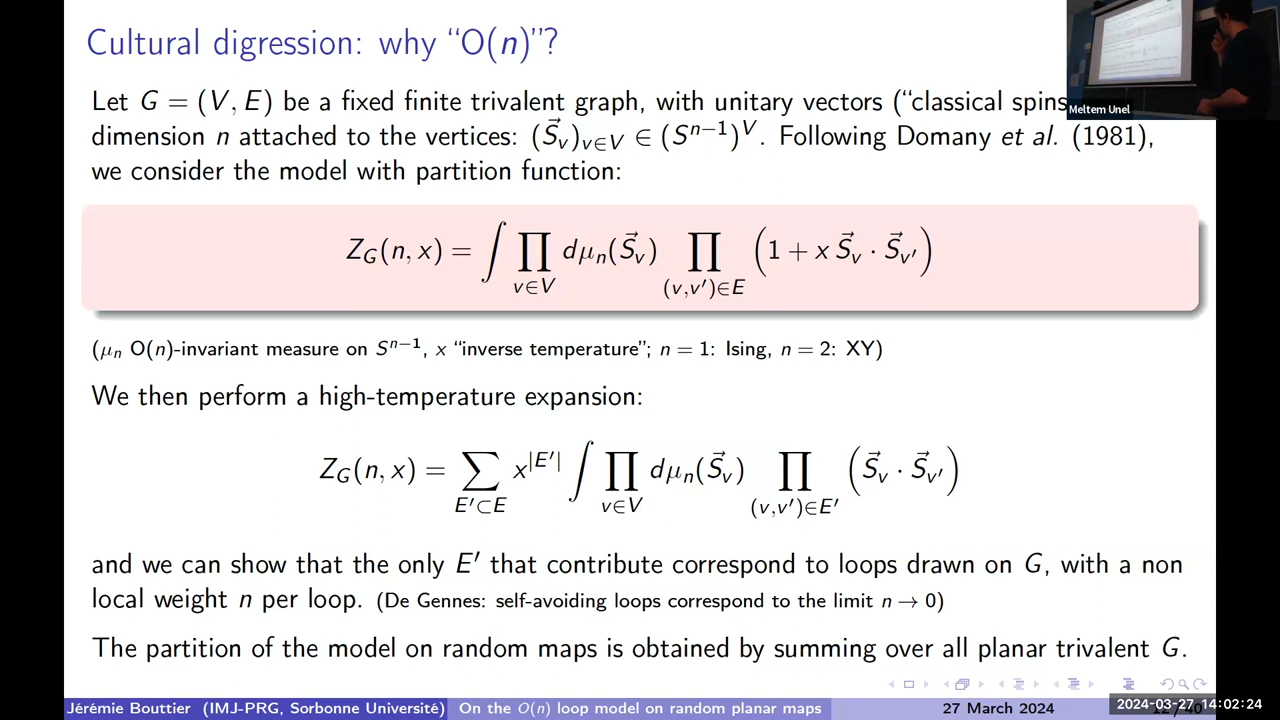 Cultural digression: why “O(n)”?
Let G = (V, E) be a fixed finite trivalent graph, with unitary vectors (“classical spins
dimension n attached to the vertices: (S⃗_v)_{v∈V} ∈ (S^{n−1})^V. Following Domany et al. (1981),
we consider the model with partition function:
Z_G(n, x) = ∫ ∏_{v∈V} dμ_n(S⃗_v) ∏_{(v,v′)∈E} (1 + x S⃗_v · S⃗_{v′})
(μ_n O(n)-invariant measure on S^{n−1}, x “inverse temperature”; n = 1: Ising, n = 2: XY)
We then perform a high-temperature expansion:
Z_G(n, x) = ∑_{E′⊂E} x^{|E′|} ∫ ∏_{v∈V} dμ_n(S⃗_v) ∏_{(v,v′)∈E′} (S⃗_v · S⃗_{v′})
and we can show that the only E′ that contribute correspond to loops drawn on G, with a non
local weight n per loop. (De Gennes: self-avoiding loops correspond to the limit n → 0)
The partition of the model on random maps is obtained by summing over all planar trivalent G.
Jérémie Bouttier (IMJ-PRG, Sorbonne Université) On the O(n) loop model on random planar maps 27 March 2024
Meltem Unel
2024-03-27 14:02:24